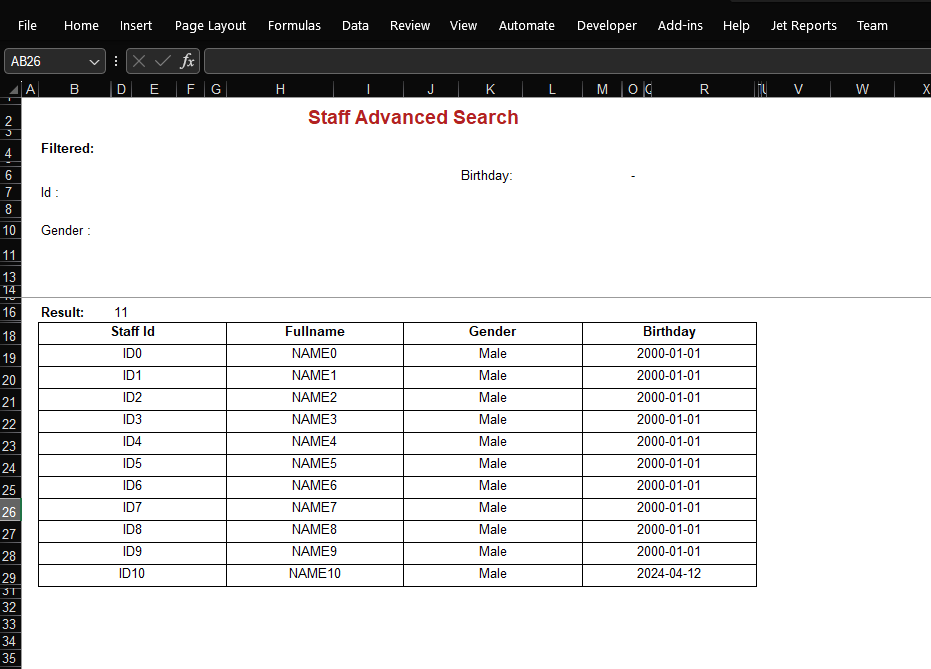 File Home Insert Page Layout Formulas Data Review View Automate Developer Add-ins Help Jet Reports Team
AB26 fx
A B D E F G H I J K L M O Q R U V W X
2 Staff Advanced Search
3
4 Filtered:
6 Birthday: -
7 Id :
8
10 Gender :
11
13
14
16 Result: 11
18 Staff Id Fullname Gender Birthday
19 ID0 NAME0 Male 2000-01-01
20 ID1 NAME1 Male 2000-01-01
21 ID2 NAME2 Male 2000-01-01
22 ID3 NAME3 Male 2000-01-01
23 ID4 NAME4 Male 2000-01-01
24 ID5 NAME5 Male 2000-01-01
25 ID6 NAME6 Male 2000-01-01
26 ID7 NAME7 Male 2000-01-01
27 ID8 NAME8 Male 2000-01-01
28 ID9 NAME9 Male 2000-01-01
29 ID10 NAME10 Male 2024-04-12
31
32
33
34
35